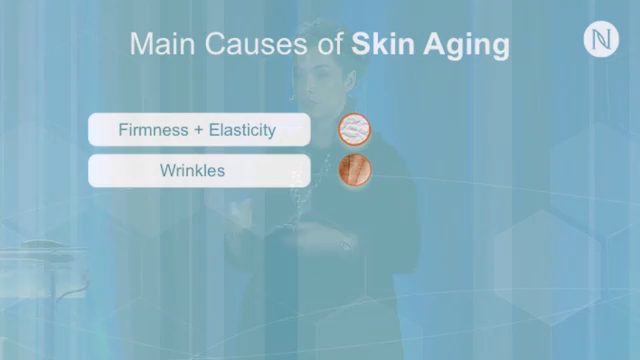 Main Causes of Skin Aging
N
Firmness + Elasticity
Wrinkles